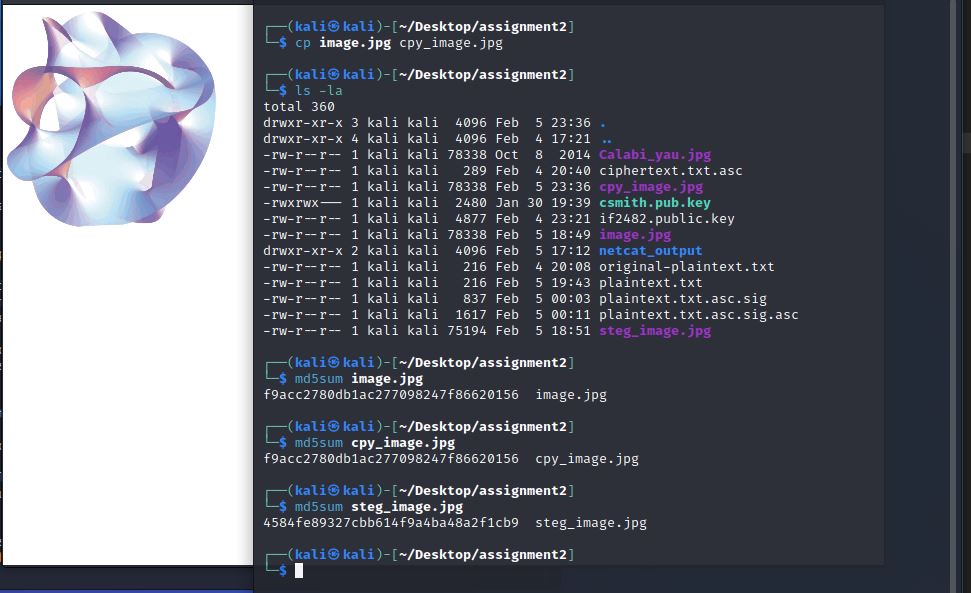 ┌──(kali㉿kali)-[~/Desktop/assignment2]
└─$ cp image.jpg cpy_image.jpg
┌──(kali㉿kali)-[~/Desktop/assignment2]
└─$ ls -la
total 360
drwxr-xr-x 3 kali kali  4096 Feb  5 23:36 .
drwxr-xr-x 4 kali kali  4096 Feb  4 17:21 ..
-rw-r--r-- 1 kali kali 78338 Oct  8  2014 Calabi_yau.jpg
-rw-r--r-- 1 kali kali   289 Feb  4 20:40 ciphertext.txt.asc
-rw-r--r-- 1 kali kali 78338 Feb  5 23:36 cpy_image.jpg
-rwxrwx--- 1 kali kali  2480 Jan 30 19:39 csmith.pub.key
-rw-r--r-- 1 kali kali  4877 Feb  4 23:21 if2482.public.key
-rw-r--r-- 1 kali kali 78338 Feb  5 18:49 image.jpg
drwxr-xr-x 2 kali kali  4096 Feb  5 17:12 netcat_output
-rw-r--r-- 1 kali kali   216 Feb  4 20:08 original-plaintext.txt
-rw-r--r-- 1 kali kali   216 Feb  5 19:43 plaintext.txt
-rw-r--r-- 1 kali kali   837 Feb  5 00:03 plaintext.txt.asc.sig
-rw-r--r-- 1 kali kali  1617 Feb  5 00:11 plaintext.txt.asc.sig.asc
-rw-r--r-- 1 kali kali 75194 Feb  5 18:51 steg_image.jpg
┌──(kali㉿kali)-[~/Desktop/assignment2]
└─$ md5sum image.jpg
f9acc2780db1ac277098247f86620156  image.jpg
┌──(kali㉿kali)-[~/Desktop/assignment2]
└─$ md5sum cpy_image.jpg
f9acc2780db1ac277098247f86620156  cpy_image.jpg
┌──(kali㉿kali)-[~/Desktop/assignment2]
└─$ md5sum steg_image.jpg
4584fe89327cbb614f9a4ba48a2f1cb9  steg_image.jpg
┌──(kali㉿kali)-[~/Desktop/assignment2]
└─$